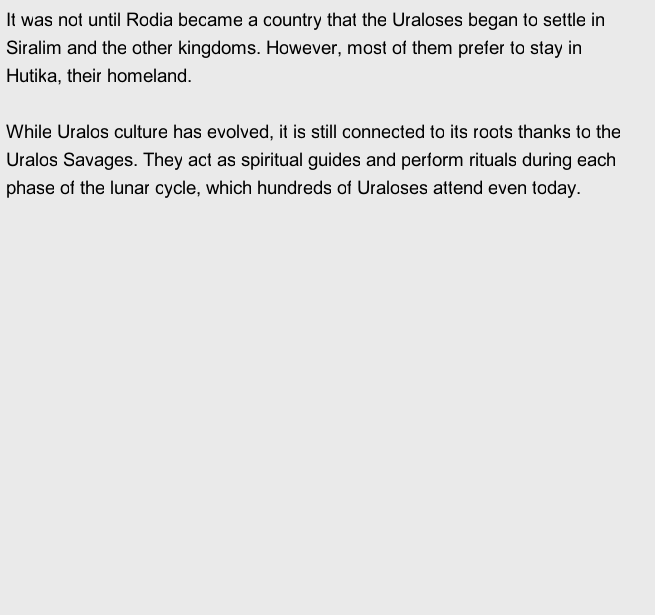 It was not until Rodia became a country that the Uraloses began to settle in
Siralim and the other kingdoms. However, most of them prefer to stay in
Hutika, their homeland.
While Uralos culture has evolved, it is still connected to its roots thanks to the
Uralos Savages. They act as spiritual guides and perform rituals during each
phase of the lunar cycle, which hundreds of Uraloses attend even today.